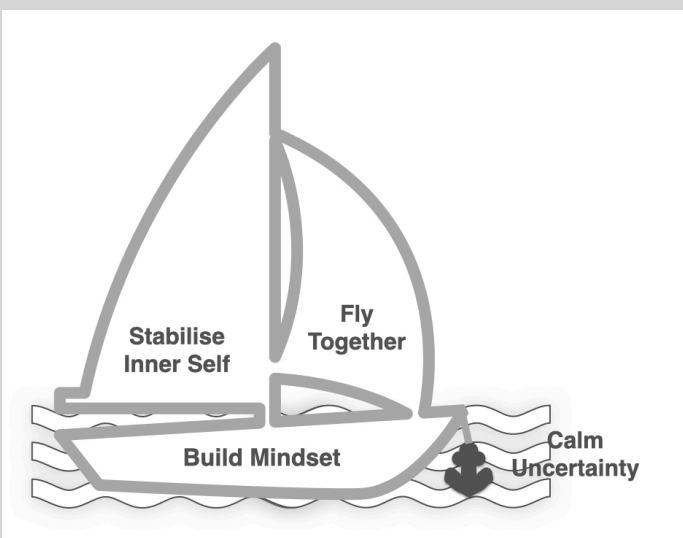 Stabilise
Inner Self
Fly
Together
Build Mindset
Calm
Uncertainty